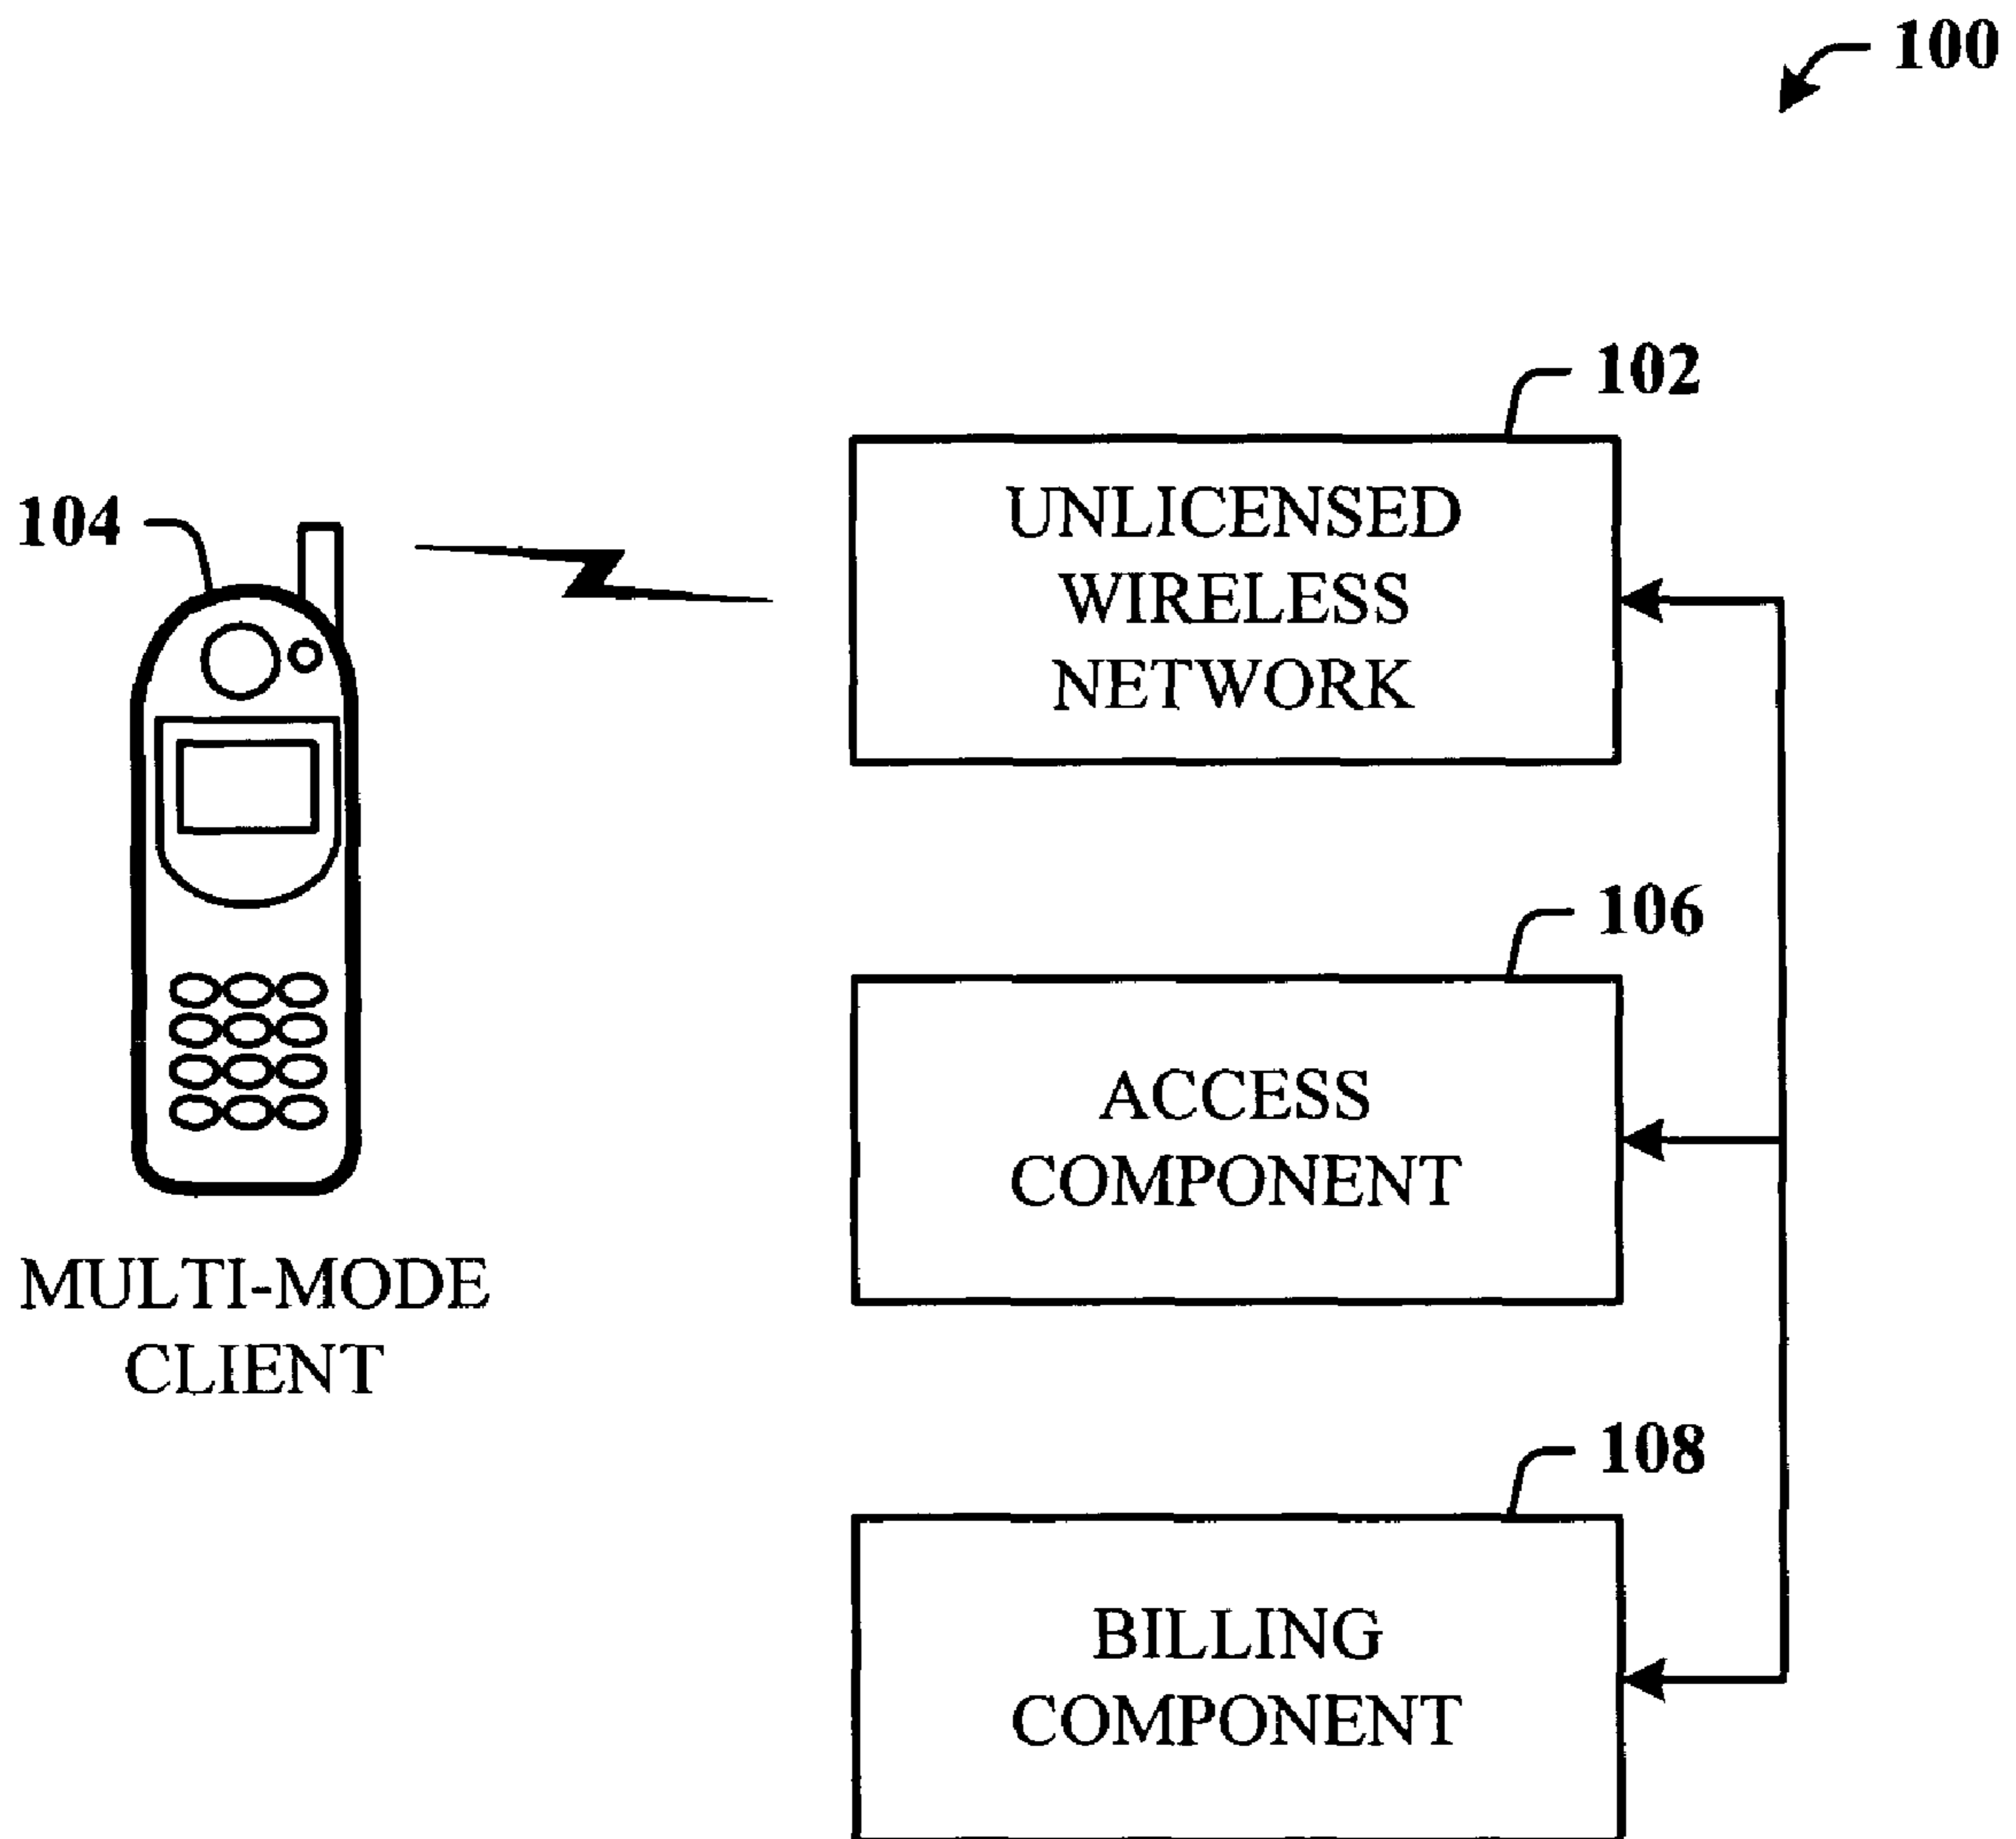 100
102
UNLICENSED
WIRELESS
NETWORK
104
106
ACCESS
COMPONENT
MULTI-MODE
CLIENT
108
BILLING
COMPONENT